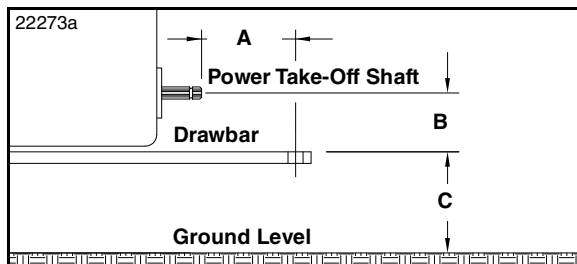 22273a
A
Power Take-Off Shaft
B
Drawbar
C
Ground Level